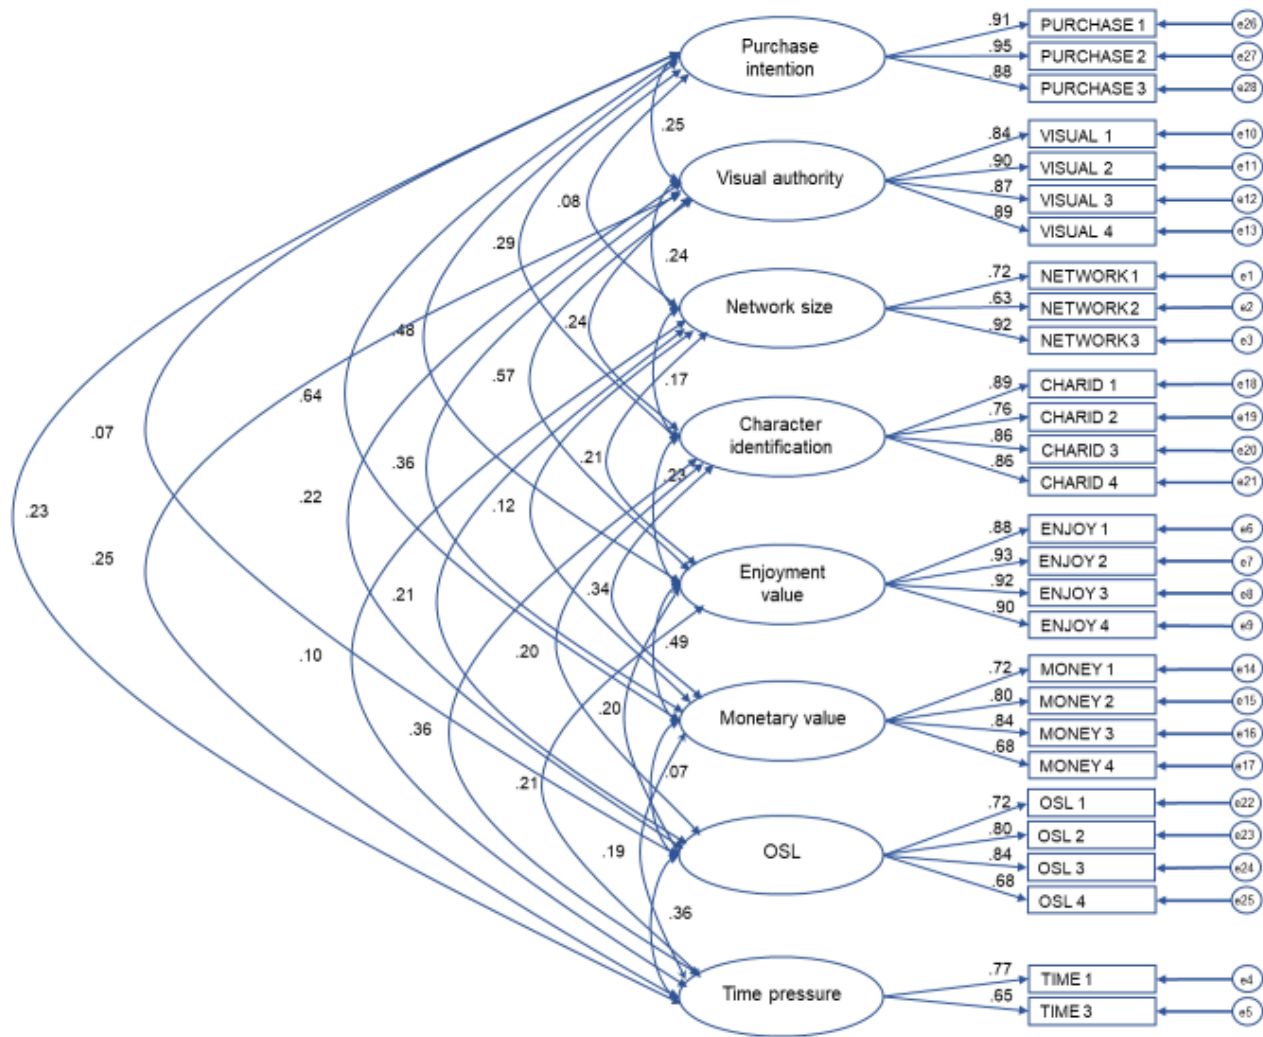 Purchase
intention
.91 PURCHASE 1 e26
.95 PURCHASE 2 e27
.88 PURCHASE 3 e28
.25
Visual authority
.84 VISUAL 1 e10
.90 VISUAL 2 e11
.87 VISUAL 3 e12
.89 VISUAL 4 e13
.08
.29
.24
Network size
.72 NETWORK 1 e1
.63 NETWORK 2 e2
.92 NETWORK 3 e3
.48
.24
.57
.17
Character
identification
.89 CHARID 1 e18
.76 CHARID 2 e19
.86 CHARID 3 e20
.86 CHARID 4 e21
.64
.07
.36
.21
.23
.23
.22
.12
.25
Enjoyment
value
.88 ENJOY 1 e6
.93 ENJOY 2 e7
.92 ENJOY 3 e8
.90 ENJOY 4 e9
.21
.34
.10
.20
.49
Monetary value
.72 MONEY 1 e14
.80 MONEY 2 e15
.84 MONEY 3 e16
.68 MONEY 4 e17
.36
.20
.21
.07
OSL
.72 OSL 1 e22
.80 OSL 2 e23
.84 OSL 3 e24
.68 OSL 4 e25
.19
.36
Time pressure
.77 TIME 1 e4
.65 TIME 3 e5